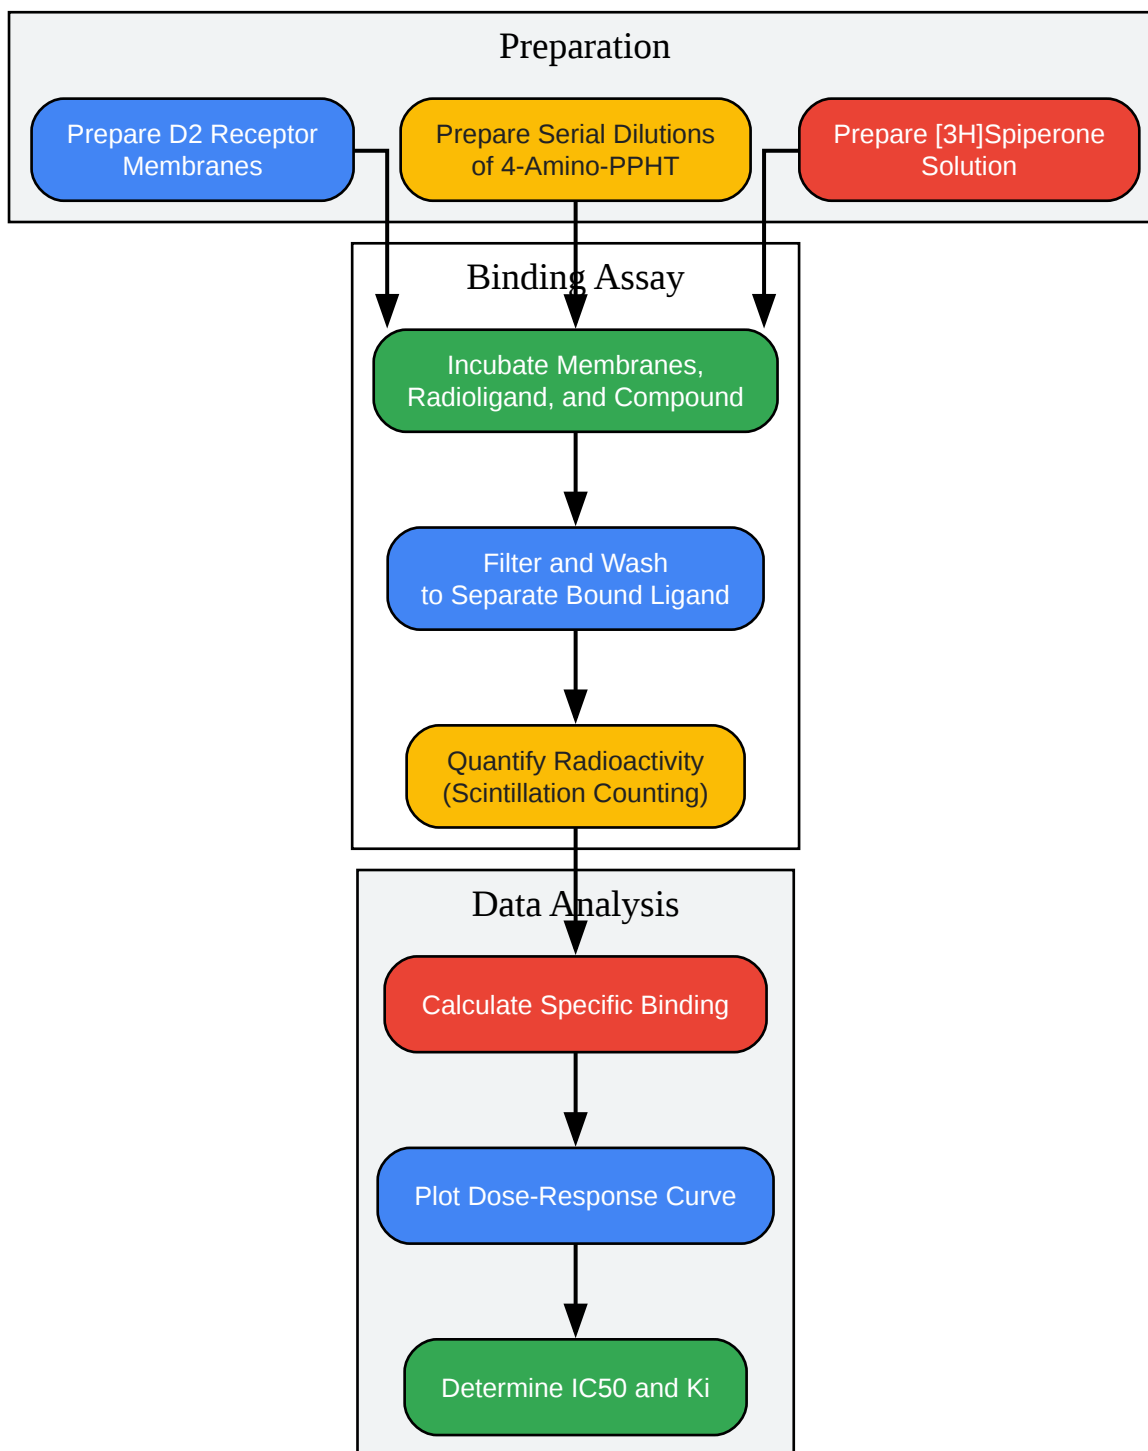 Preparation
Prepare D2 Receptor
Membranes
Prepare Serial Dilutions
of 4-Amino-PPHT
Prepare [3H]Spiperone
Solution
Binding Assay
Incubate Membranes,
Radioligand, and Compound
Filter and Wash
to Separate Bound Ligand
Quantify Radioactivity
(Scintillation Counting)
Data Analysis
Calculate Specific Binding
Plot Dose-Response Curve
Determine IC50 and Ki